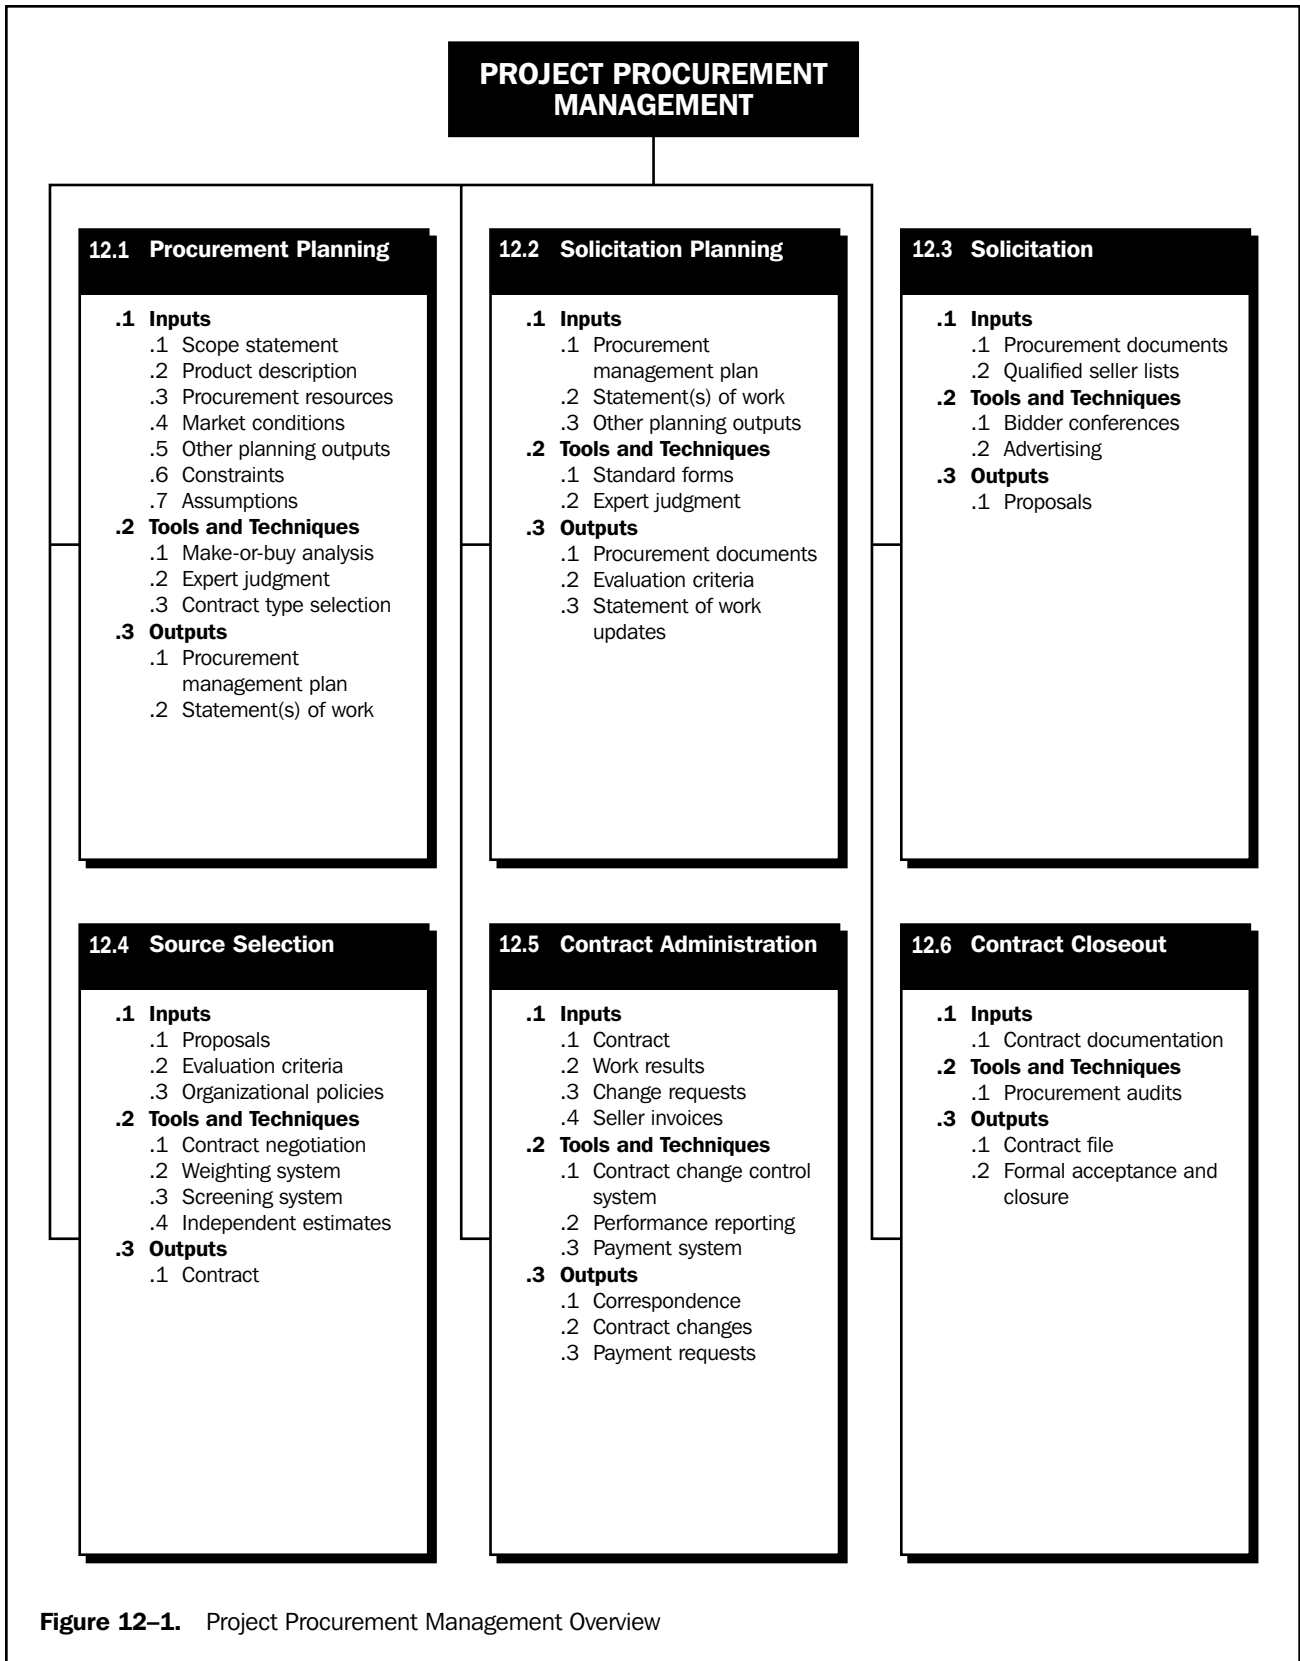 PROJECT PROCUREMENT
MANAGEMENT
12.1 Procurement Planning
.1 Inputs
.1 Scope statement
.2 Product description
.3 Procurement resources
.4 Market conditions
.5 Other planning outputs
.6 Constraints
.7 Assumptions
.2 Tools and Techniques
.1 Make-or-buy analysis
.2 Expert judgment
.3 Contract type selection
.3 Outputs
.1 Procurement
management plan
.2 Statement(s) of work
12.2 Solicitation Planning
.1 Inputs
.1 Procurement
management plan
.2 Statement(s) of work
.3 Other planning outputs
.2 Tools and Techniques
.1 Standard forms
.2 Expert judgment
.3 Outputs
.1 Procurement documents
.2 Evaluation criteria
.3 Statement of work
updates
12.3 Solicitation
.1 Inputs
.1 Procurement documents
.2 Qualified seller lists
.2 Tools and Techniques
.1 Bidder conferences
.2 Advertising
.3 Outputs
.1 Proposals
12.4 Source Selection
.1 Inputs
.1 Proposals
.2 Evaluation criteria
.3 Organizational policies
.2 Tools and Techniques
.1 Contract negotiation
.2 Weighting system
.3 Screening system
.4 Independent estimates
.3 Outputs
.1 Contract
12.5 Contract Administration
.1 Inputs
.1 Contract
.2 Work results
.3 Change requests
.4 Seller invoices
.2 Tools and Techniques
.1 Contract change control
system
.2 Performance reporting
.3 Payment system
.3 Outputs
.1 Correspondence
.2 Contract changes
.3 Payment requests
12.6 Contract Closeout
.1 Inputs
.1 Contract documentation
.2 Tools and Techniques
.1 Procurement audits
.3 Outputs
.1 Contract file
.2 Formal acceptance and
closure
Figure 12–1. Project Procurement Management Overview